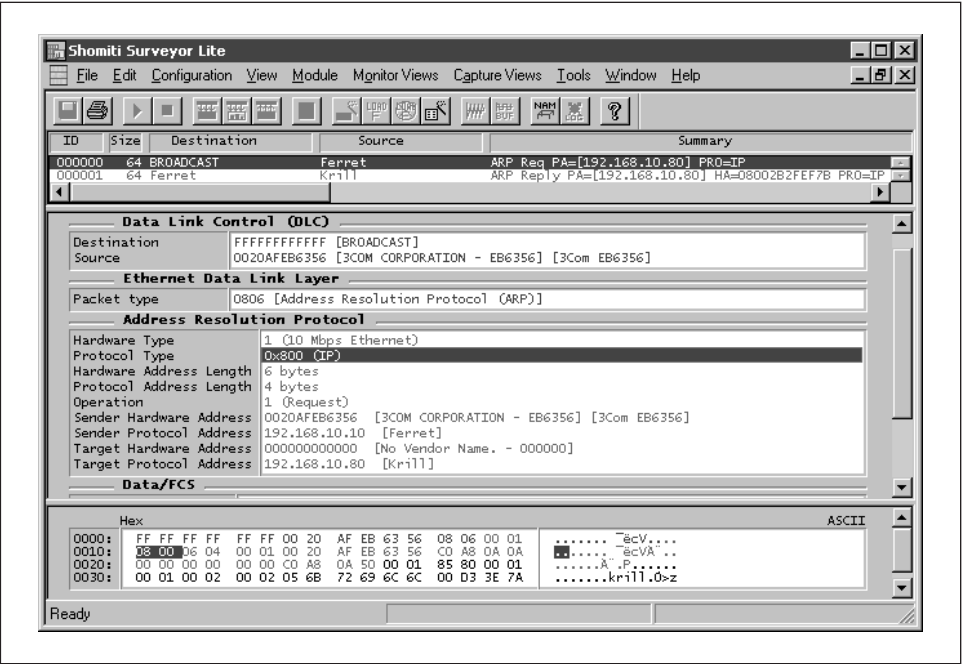 Shomiti Surveyor Lite
File Edit Configuration View Module Monitor Views Capture Views Tools Window Help
LORD
NAM
ID Size Destination Source Summary
000000 64 BROADCAST Ferret ARP Req PA=[192.168.10.80] PRO=IP
000001 64 Ferret Krill ARP Reply PA=[192.168.10.80] HA=08002B2FEF7B PRO=IP
Data Link Control (DLC)
Destination FFFFFFFFFFFF [BROADCAST]
Source 0020AFEB6356 [3COM CORPORATION - EB6356] [3Com EB6356]
Ethernet Data Link Layer
Packet type 0806 [Address Resolution Protocol (ARP)]
Address Resolution Protocol
Hardware Type 1 (10 Mbps Ethernet)
Protocol Type 0x800 (IP)
Hardware Address Length 6 bytes
Protocol Address Length 4 bytes
Operation 1 (Request)
Sender Hardware Address 0020AFEB6356 [3COM CORPORATION - EB6356] [3Com EB6356]
Sender Protocol Address 192.168.10.10 [Ferret]
Target Hardware Address 000000000000 [No Vendor Name. - 000000]
Target Protocol Address 192.168.10.80 [Krill]
Data/FCS
Hex ASCII
0000: FF FF FF FF FF FF 00 20 AF EB 63 56 08 06 00 01 ....... ¯ëcV....
0010: 08 00 06 04 00 01 00 20 AF EB 63 56 C0 A8 0A 0A ....... ¯ëcVÀ¨..
0020: 00 00 00 00 00 00 C0 A8 0A 50 00 01 85 80 00 01 ......À¨.P......
0030: 00 01 00 02 00 02 05 6B 72 69 6C 6C 00 D3 3E 7A .......krill.Ó>z
Ready